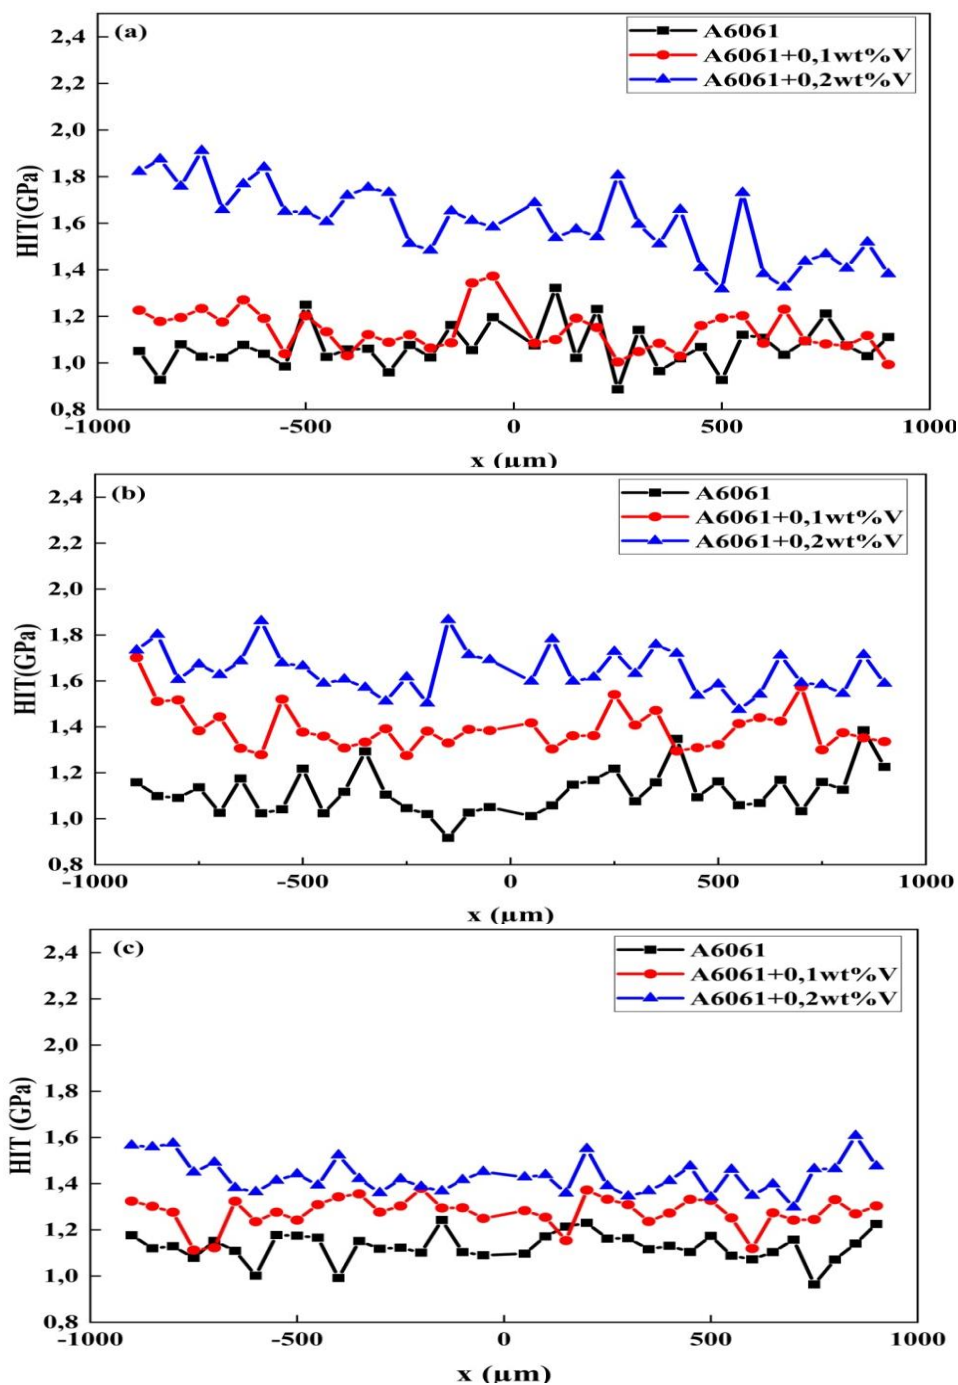 (a)
A6061
A6061+0,1wt%V
A6061+0,2wt%V
2,4
2,2
2,0
1,8
1,6
1,4
1,2
1,0
0,8
HIT(GPa)
-1000 -500 0 500 1000
x (μm)
(b)
A6061
A6061+0,1wt%V
A6061+0,2wt%V
2,4
2,2
2,0
1,8
1,6
1,4
1,2
1,0
0,8
HIT(GPa)
-1000 -500 0 500 1000
x (μm)
(c)
A6061
A6061+0,1wt%V
A6061+0,2wt%V
2,4
2,2
2,0
1,8
1,6
1,4
1,2
1,0
0,8
HIT (GPa)
-1000 -500 0 500 1000
x (μm)